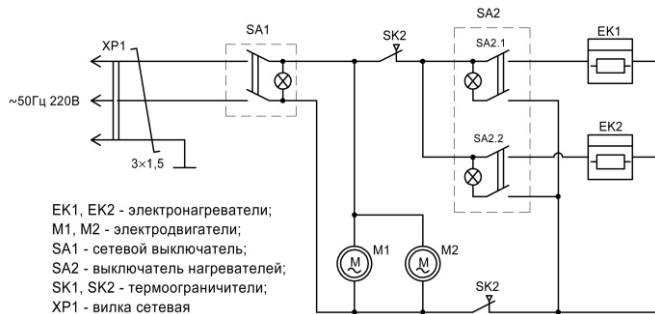 XP1
SA1
SK2
SA2
SA2.1
EK1
~50Гц 220В
3×1,5
SA2.2
EK2
M
M1
M
M2
SK2
EK1, EK2 - электронагреватели;
M1, M2 - электродвигатели;
SA1 - сетевой выключатель;
SA2 - выключатель нагревателей;
SK1, SK2 - термоограничители;
XP1 - вилка сетевая